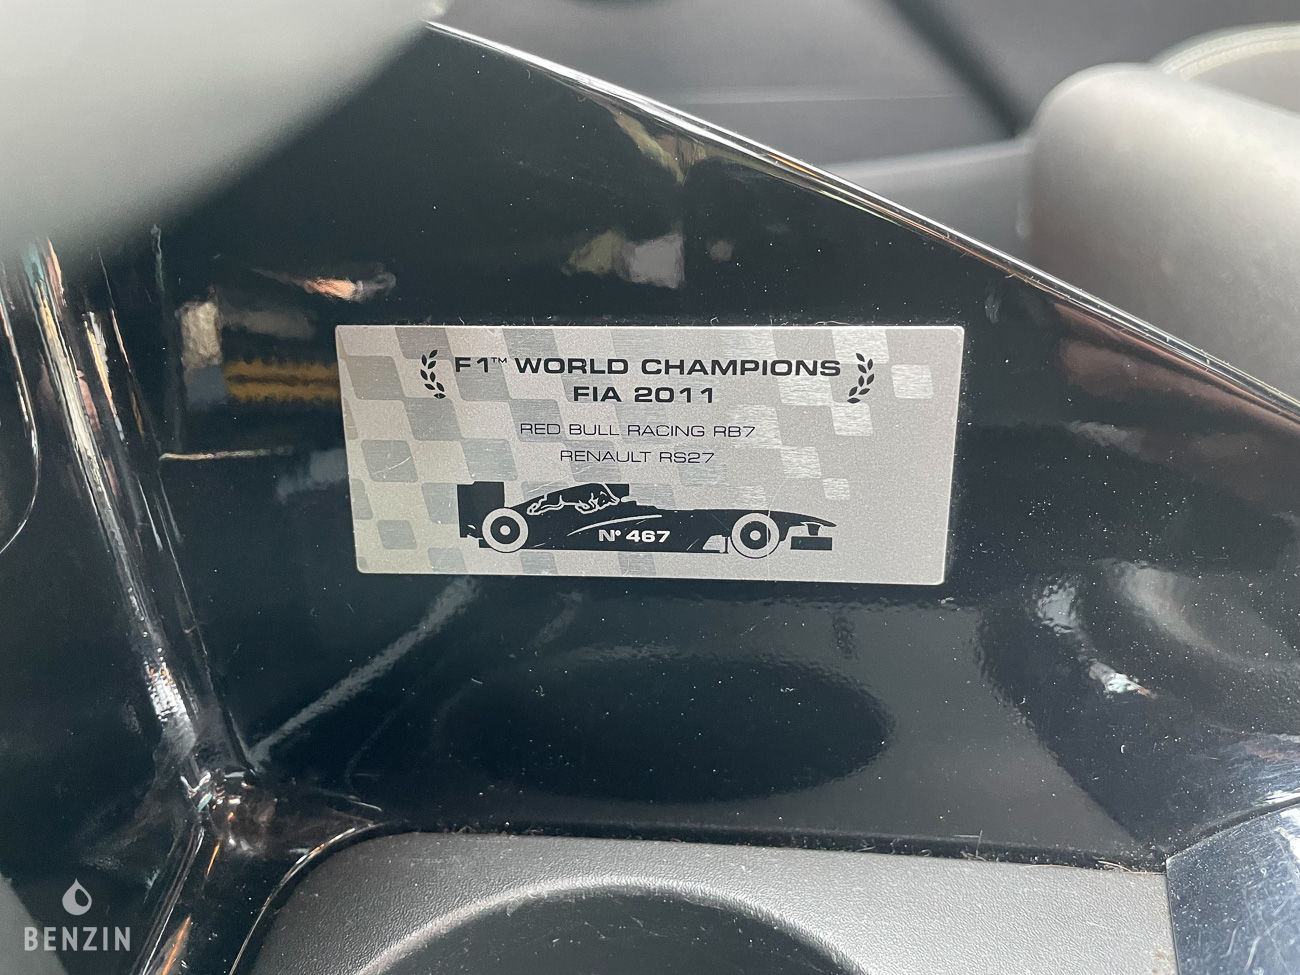 F1™ WORLD CHAMPIONS
FIA 2011
RED BULL RACING RB7
RENAULT RS27
N° 467
BENZIN